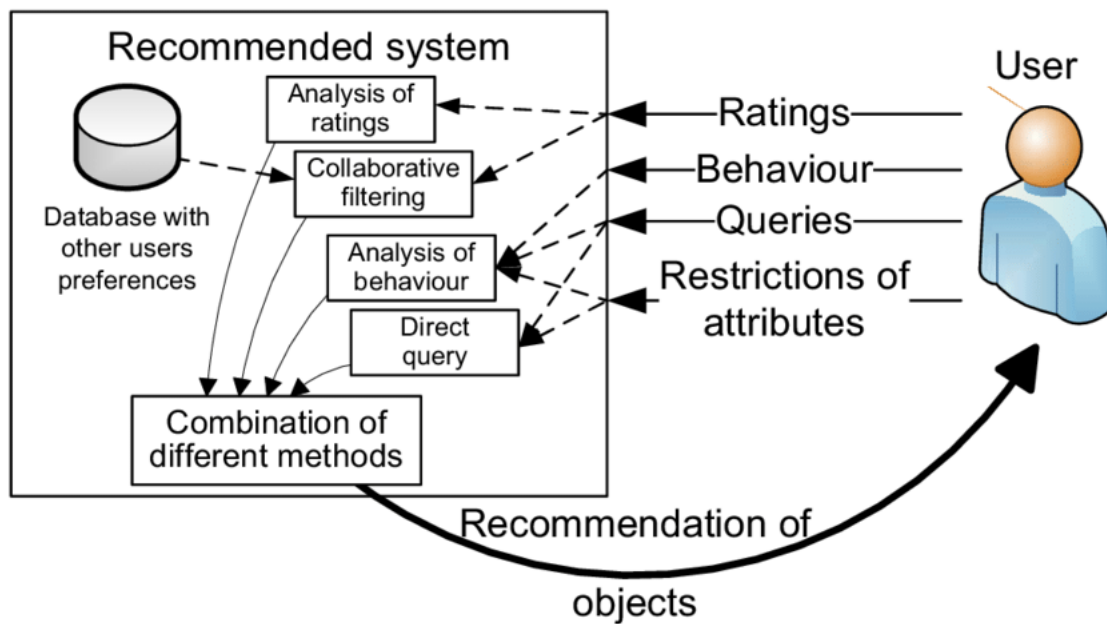 Recommended system
User
Analysis of
ratings
Collaborative
filtering
Database with
other users
preferences
Analysis of
behaviour
Direct
query
Combination of
different methods
Ratings
Behaviour
Queries
Restrictions of
attributes
Recommendation of
objects